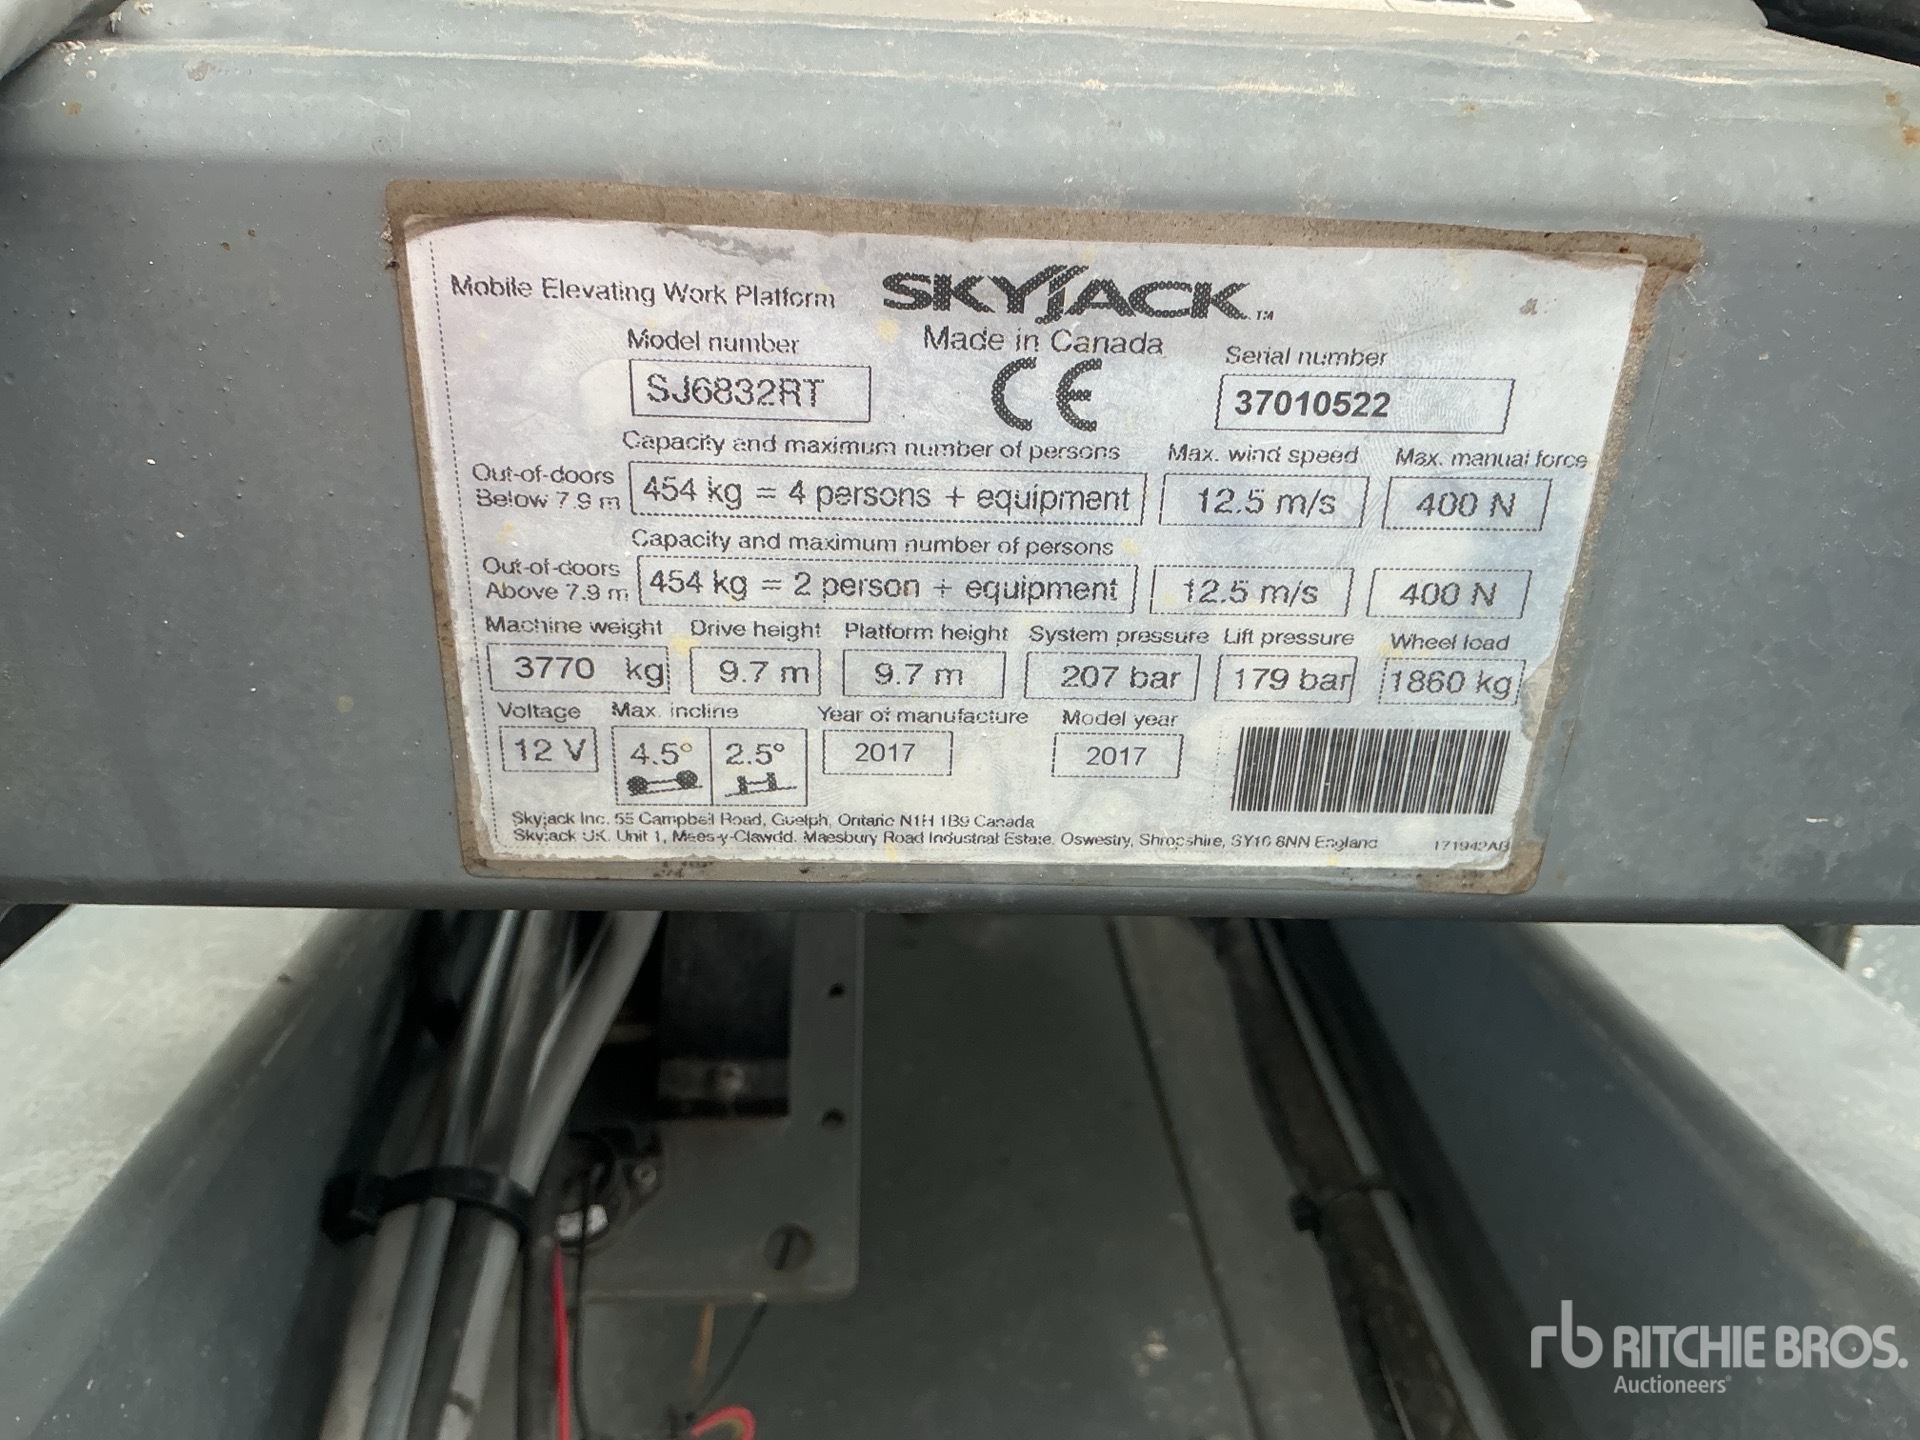 Mobile Elevating Work Platform
SKYJACK™
Made in Canada
Model number
SJ6832RT
CE
Serial number
37010522
Capacity and maximum number of persons
Max. wind speed
Max. manual force
Out-of-doors
Below 7.9 m
454 kg = 4 persons + equipment
12.5 m/s
400 N
Capacity and maximum number of persons
Out-of-doors
Above 7.9 m
454 kg = 2 person + equipment
12.5 m/s
400 N
Machine weight
Drive height
Platform height
System pressure
Lift pressure
Wheel load
3770 kg
9.7 m
9.7 m
207 bar
179 bar
1860 kg
Voltage
Max. incline
Year of manufacture
Model year
12 V
4.5°
2.5°
2017
2017
Skyjack Inc. 55 Campbell Road, Guelph, Ontario N1H 1B9 Canada
Skyjack UK. Unit 1, Maes-y-Clawdd. Maesbury Road Industrial Estate. Oswestry, Shropshire, SY10 8NN England
rb RITCHIE BROS.
Auctioneers